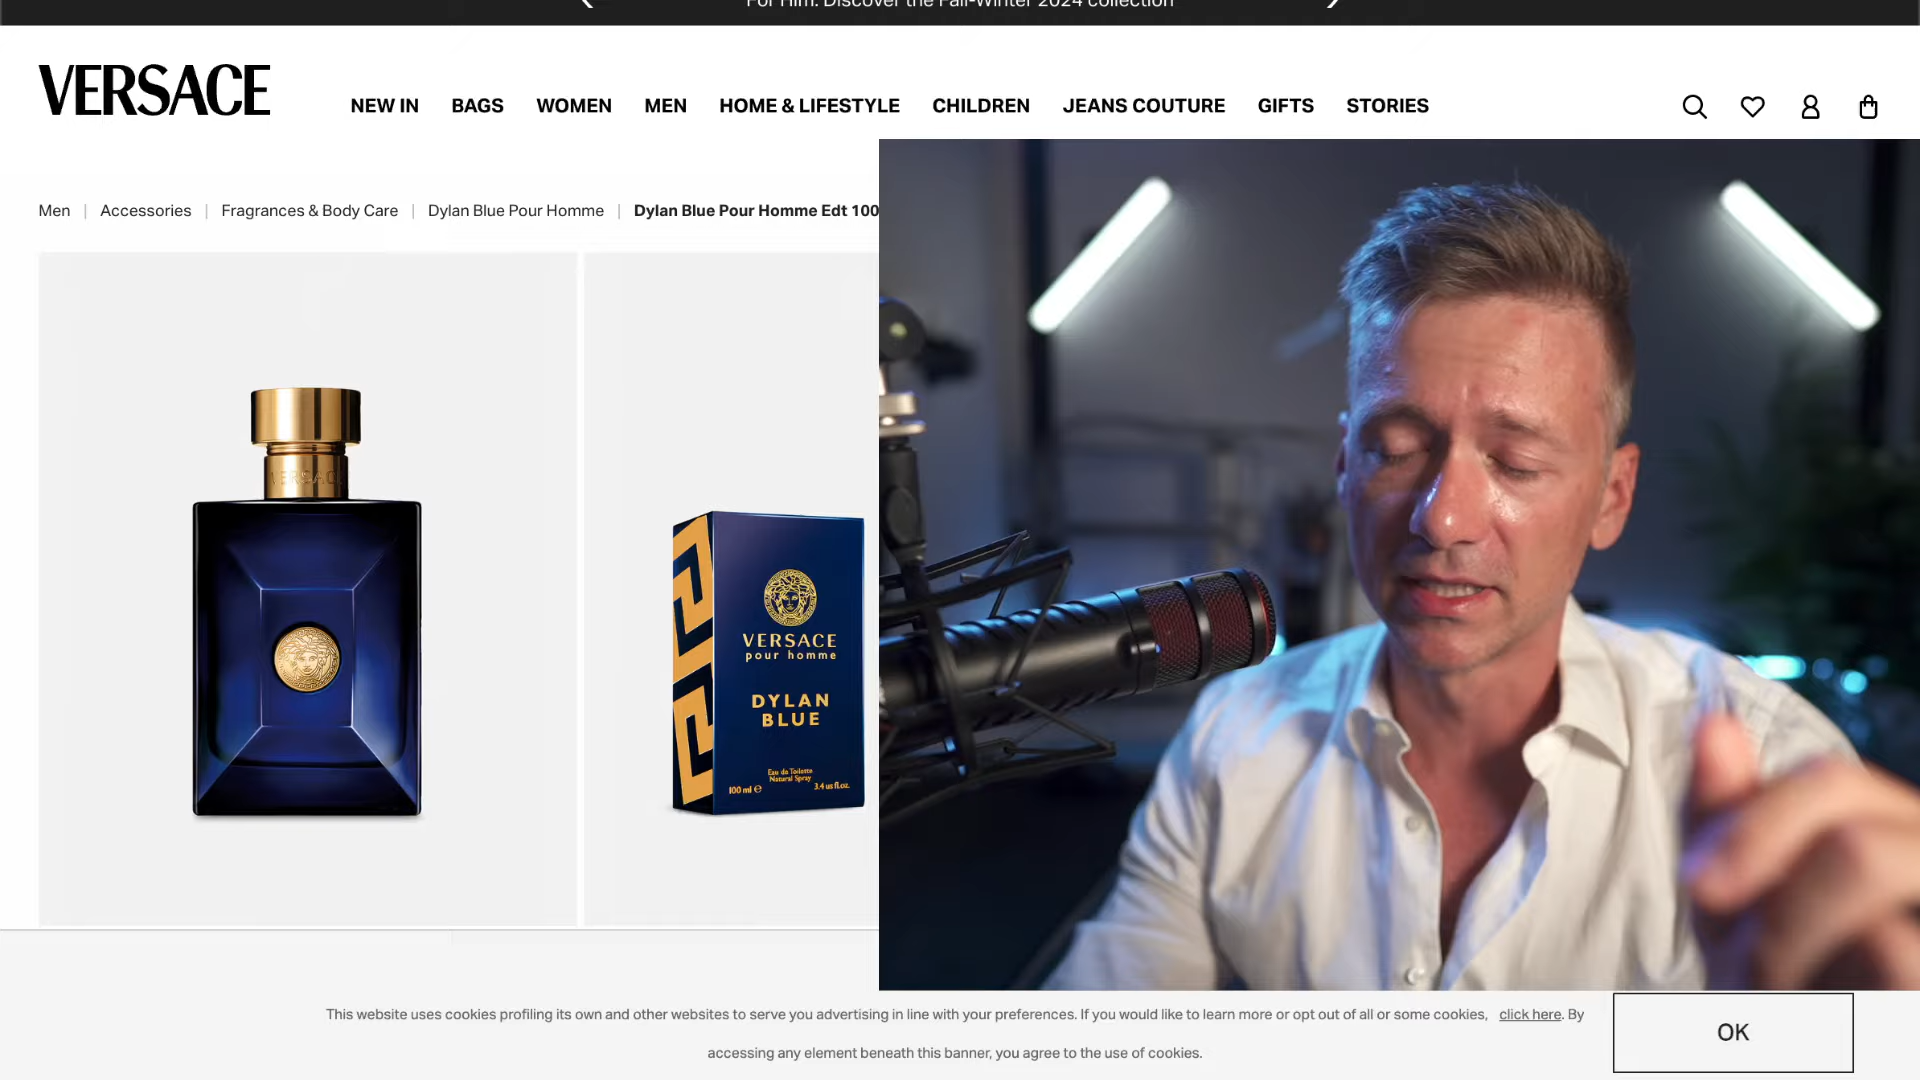 For Him: Discover the Fall-Winter 2024 collection
VERSACE
NEW IN BAGS WOMEN MEN HOME & LIFESTYLE CHILDREN JEANS COUTURE GIFTS STORIES
Men | Accessories | Fragrances & Body Care | Dylan Blue Pour Homme | Dylan Blue Pour Homme Edt 100
VERSACE
VERSACE
pour homme
DYLAN
BLUE
Eau de Toilette
Natural Spray
100 ml ℮ 3.4 us fl.oz.
This website uses cookies profiling its own and other websites to serve you advertising in line with your preferences. If you would like to learn more or opt out of all or some cookies, click here. By
accessing any element beneath this banner, you agree to the use of cookies.
OK